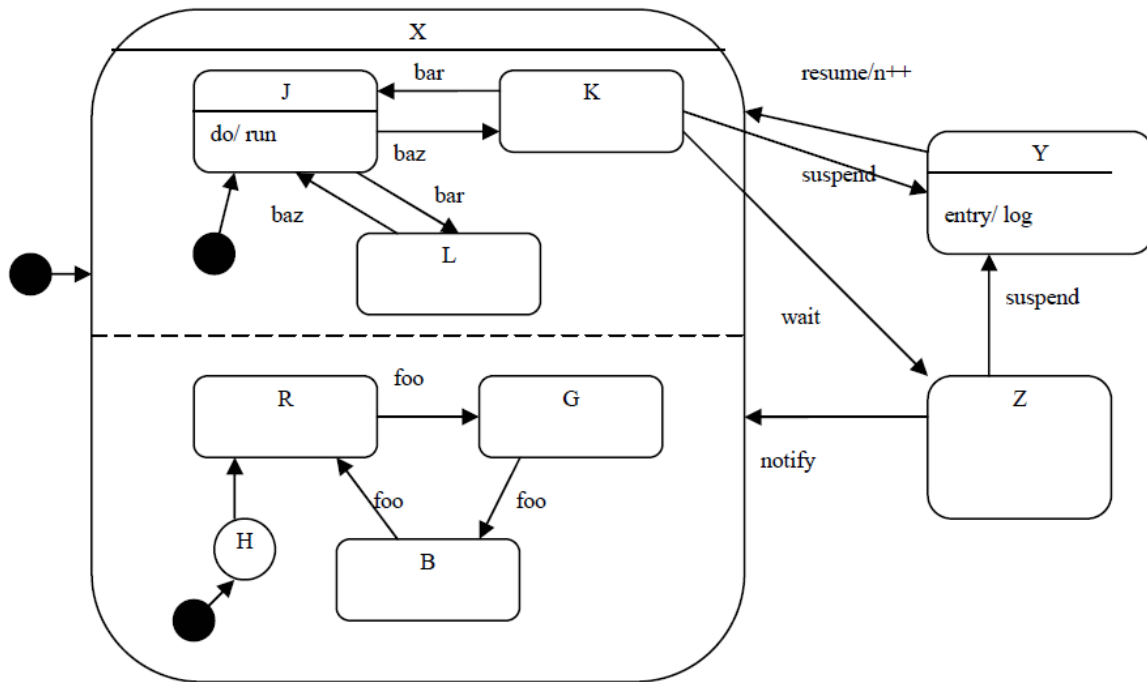 X
bar
resume/n++
J
K
do/ run
baz
suspend
Y
entry/ log
bar
baz
L
suspend
wait
foo
R
G
Z
notify
foo
foo
H
B